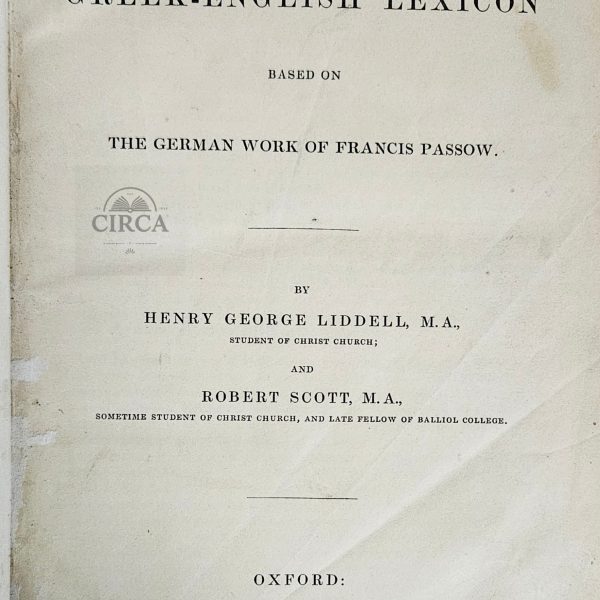 GREEK-ENGLISH LEXICON
BASED ON
THE GERMAN WORK OF FRANCIS PASSOW.
CIRCA
BY
HENRY GEORGE LIDDELL, M.A.,
STUDENT OF CHRIST CHURCH;
AND
ROBERT SCOTT, M.A.,
SOMETIME STUDENT OF CHRIST CHURCH, AND LATE FELLOW OF BALLIOL COLLEGE.
OXFORD: